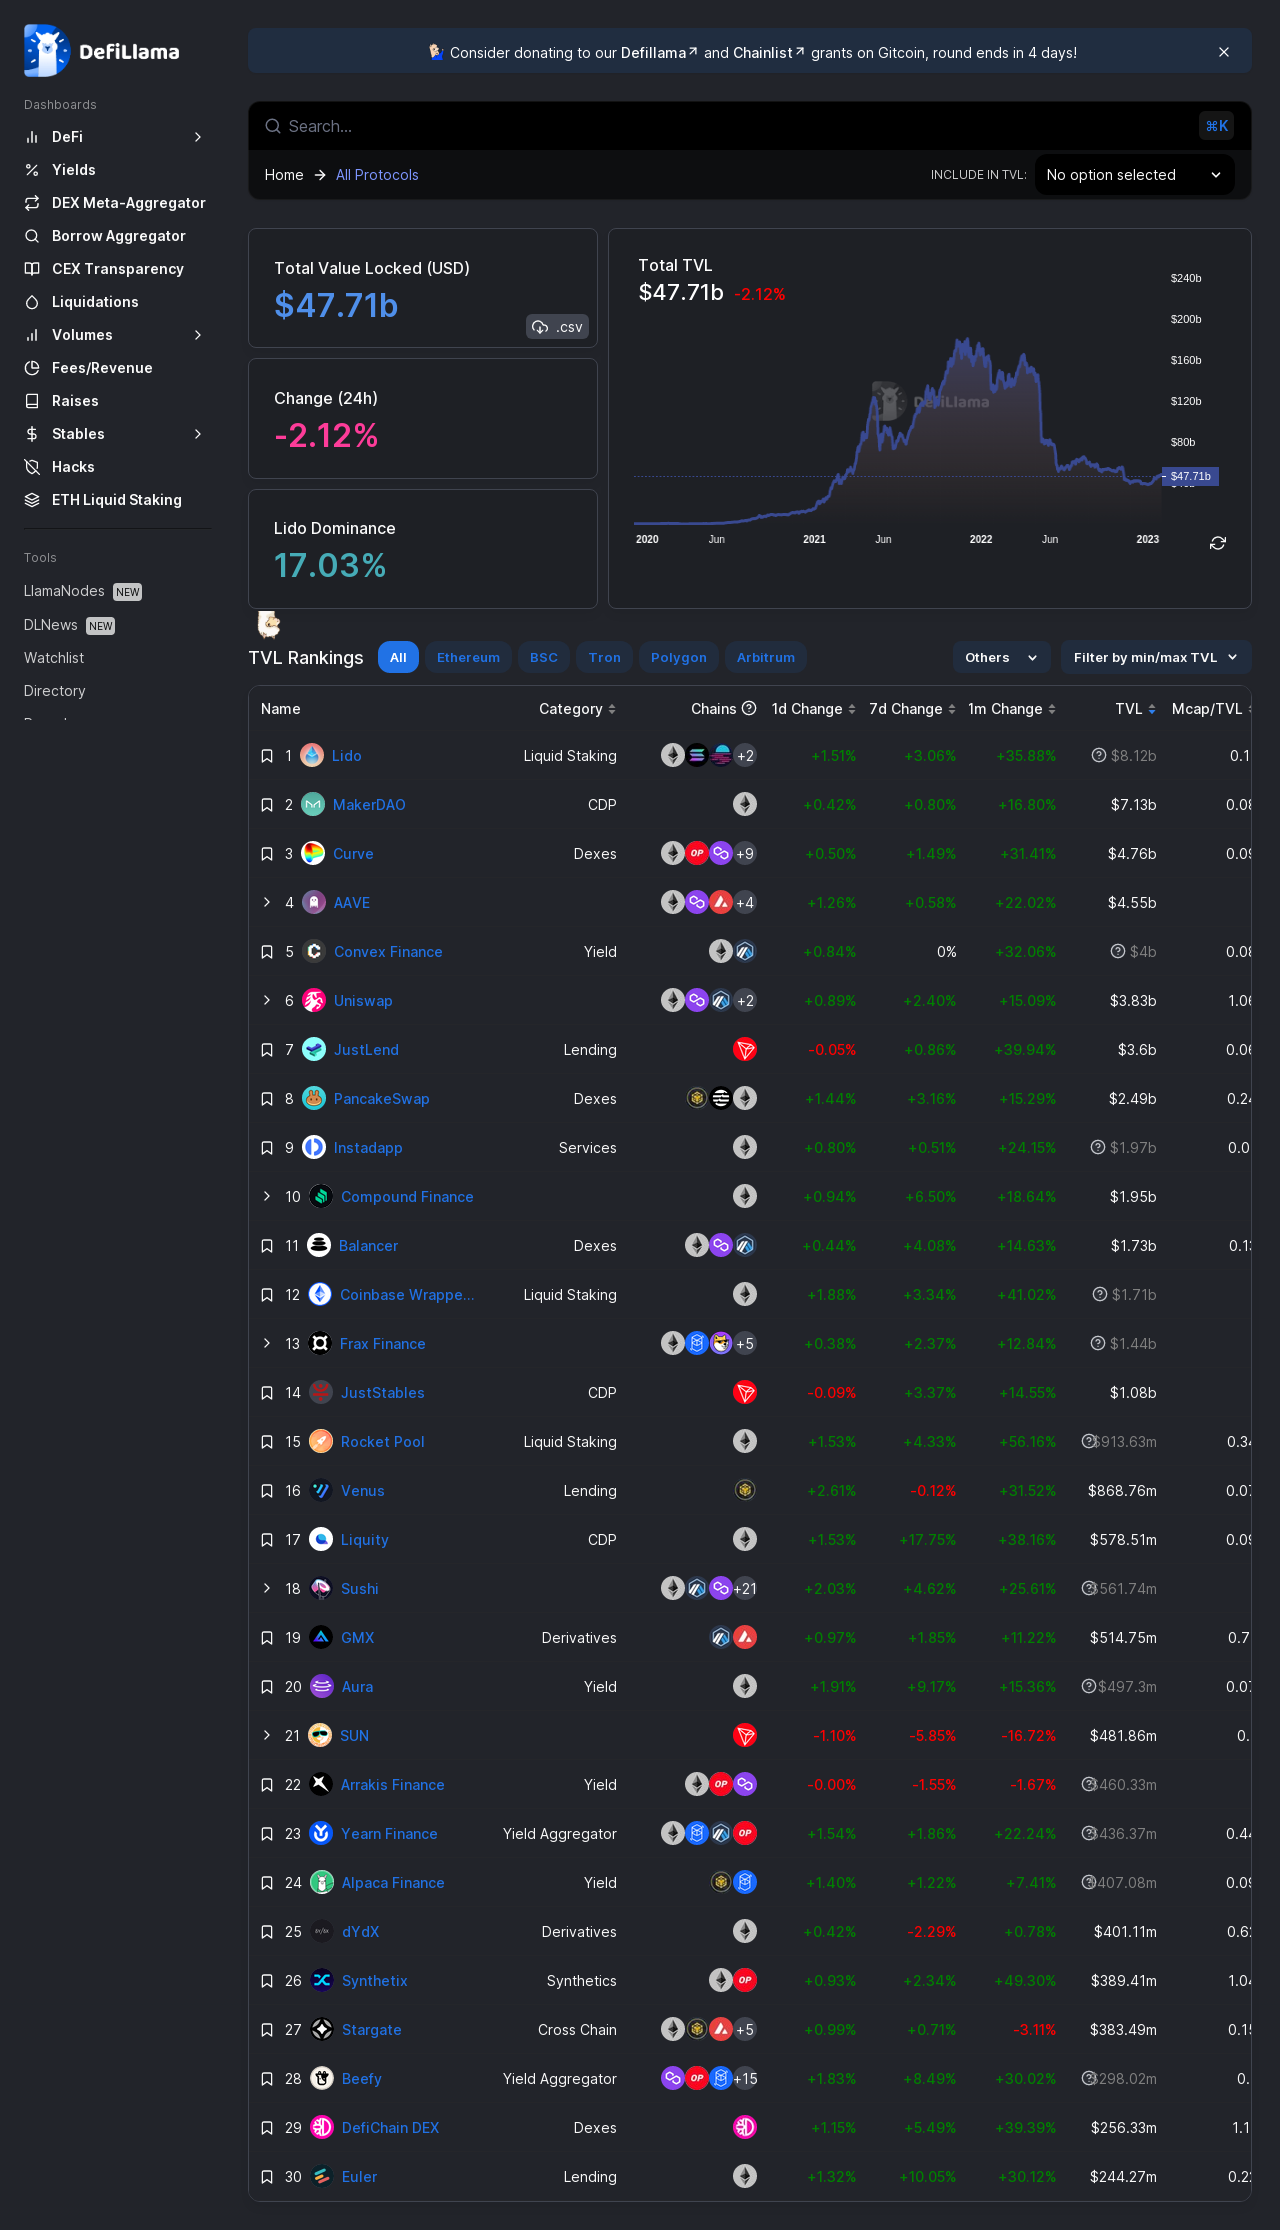 DefiLlama
Dashboards
DeFi
Yields
DEX Meta-Aggregator
Borrow Aggregator
CEX Transparency
Liquidations
Volumes
Fees/Revenue
Raises
Stables
Hacks
ETH Liquid Staking
Tools
LlamaNodes NEW
DLNews NEW
Watchlist
Directory
Consider donating to our Defillama and Chainlist grants on Gitcoin, round ends in 4 days!
Search... ⌘K
Home → All Protocols INCLUDE IN TVL: No option selected
Total Value Locked (USD)
$47.71b
.csv
Change (24h)
-2.12%
Lido Dominance
17.03%
Total TVL
$47.71b -2.12%
$240b
$200b
$160b
$120b
$80b
$47.71b
DefiLlama
2020 Jun 2021 Jun 2022 Jun 2023
TVL Rankings All Ethereum BSC Tron Polygon Arbitrum Others Filter by min/max TVL
Name Category Chains 1d Change 7d Change 1m Change TVL Mcap/TVL
1 Lido Liquid Staking +2 +1.51% +3.06% +35.88% $8.12b 0.1
2 MakerDAO CDP +0.42% +0.80% +16.80% $7.13b 0.08
3 Curve Dexes OP +9 +0.50% +1.49% +31.41% $4.76b 0.09
4 AAVE +4 +1.26% +0.58% +22.02% $4.55b
5 Convex Finance Yield +0.84% 0% +32.06% $4b 0.08
6 Uniswap +2 +0.89% +2.40% +15.09% $3.83b 1.06
7 JustLend Lending -0.05% +0.86% +39.94% $3.6b 0.06
8 PancakeSwap Dexes +1.44% +3.16% +15.29% $2.49b 0.24
9 Instadapp Services +0.80% +0.51% +24.15% $1.97b 0.0
10 Compound Finance +0.94% +6.50% +18.64% $1.95b
11 Balancer Dexes +0.44% +4.08% +14.63% $1.73b 0.13
12 Coinbase Wrappe... Liquid Staking +1.88% +3.34% +41.02% $1.71b
13 Frax Finance +5 +0.38% +2.37% +12.84% $1.44b
14 JustStables CDP -0.09% +3.37% +14.55% $1.08b
15 Rocket Pool Liquid Staking +1.53% +4.33% +56.16% $913.63m 0.34
16 Venus Lending +2.61% -0.12% +31.52% $868.76m 0.07
17 Liquity CDP +1.53% +17.75% +38.16% $578.51m 0.09
18 Sushi +21 +2.03% +4.62% +25.61% $561.74m
19 GMX Derivatives +0.97% +1.85% +11.22% $514.75m 0.7
20 Aura Yield +1.91% +9.17% +15.36% $497.3m 0.07
21 SUN -1.10% -5.85% -16.72% $481.86m 0.
22 Arrakis Finance Yield OP -0.00% -1.55% -1.67% $460.33m
23 Yearn Finance Yield Aggregator OP +1.54% +1.86% +22.24% $436.37m 0.44
24 Alpaca Finance Yield +1.40% +1.22% +7.41% $407.08m 0.09
25 dYdX Derivatives +0.42% -2.29% +0.78% $401.11m 0.62
26 Synthetix Synthetics OP +0.93% +2.34% +49.30% $389.41m 1.04
27 Stargate Cross Chain +5 +0.99% +0.71% -3.11% $383.49m 0.15
28 Beefy Yield Aggregator OP +15 +1.83% +8.49% +30.02% $298.02m 0.
29 DefiChain DEX Dexes +1.15% +5.49% +39.39% $256.33m 1.1
30 Euler Lending +1.32% +10.05% +30.12% $244.27m 0.22